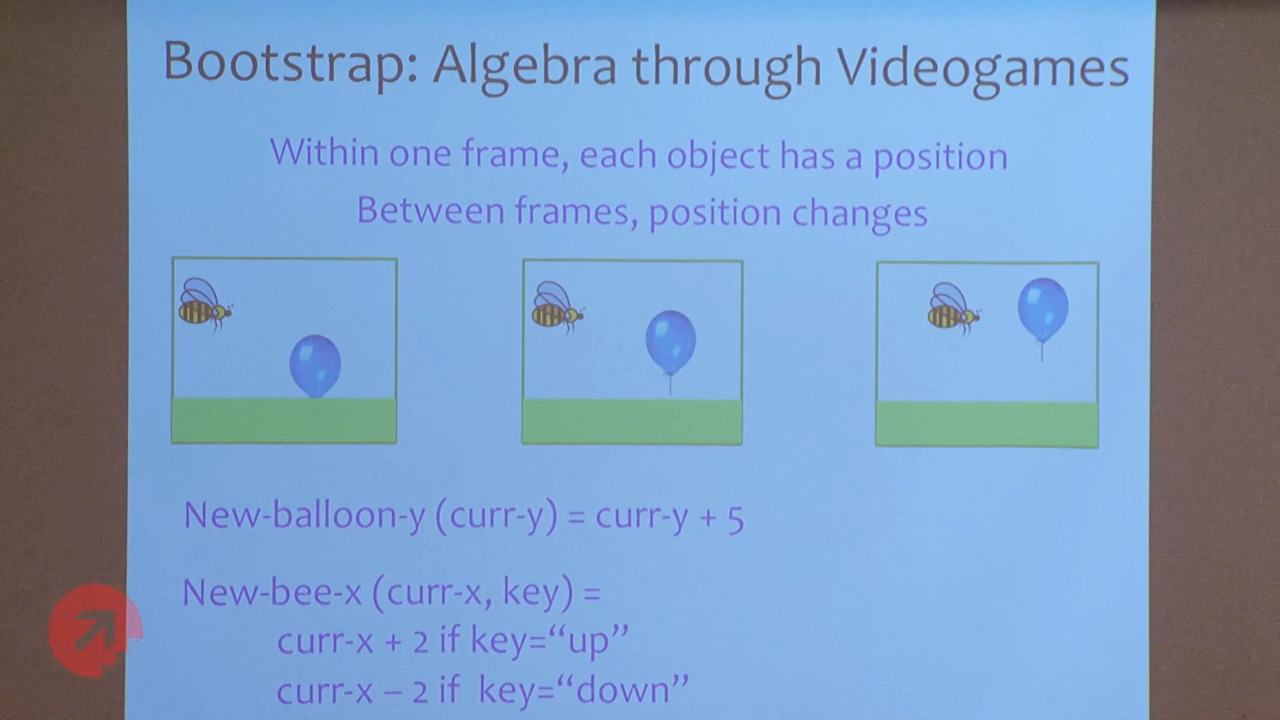 Bootstrap: Algebra through Videogames
Within one frame, each object has a position
Between frames, position changes
New-balloon-y (curr-y) = curr-y + 5
New-bee-x (curr-x, key) =
curr-x + 2 if key=“up”
curr-x – 2 if key=“down”